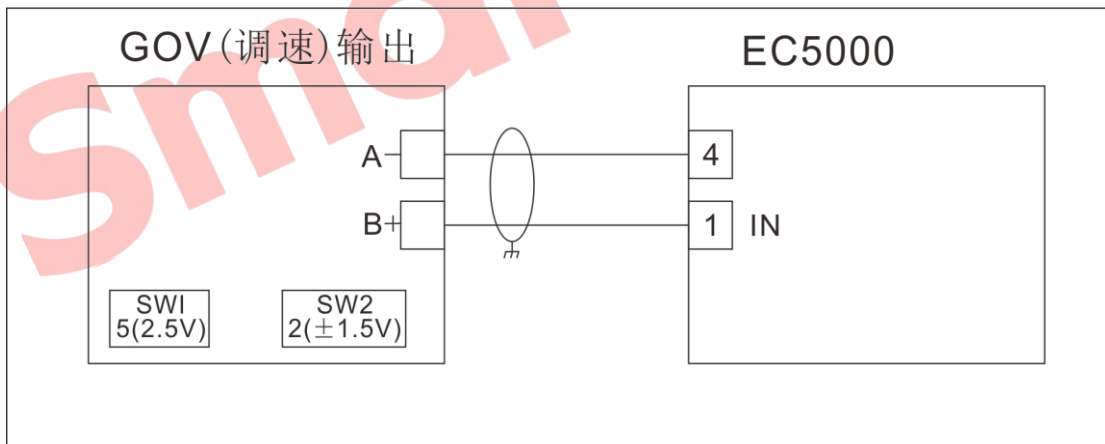 GOV(调速)输出
EC5000
A-
4
B+
1 IN
SWI
5(2.5V)
SW2
2(±1.5V)
Smar